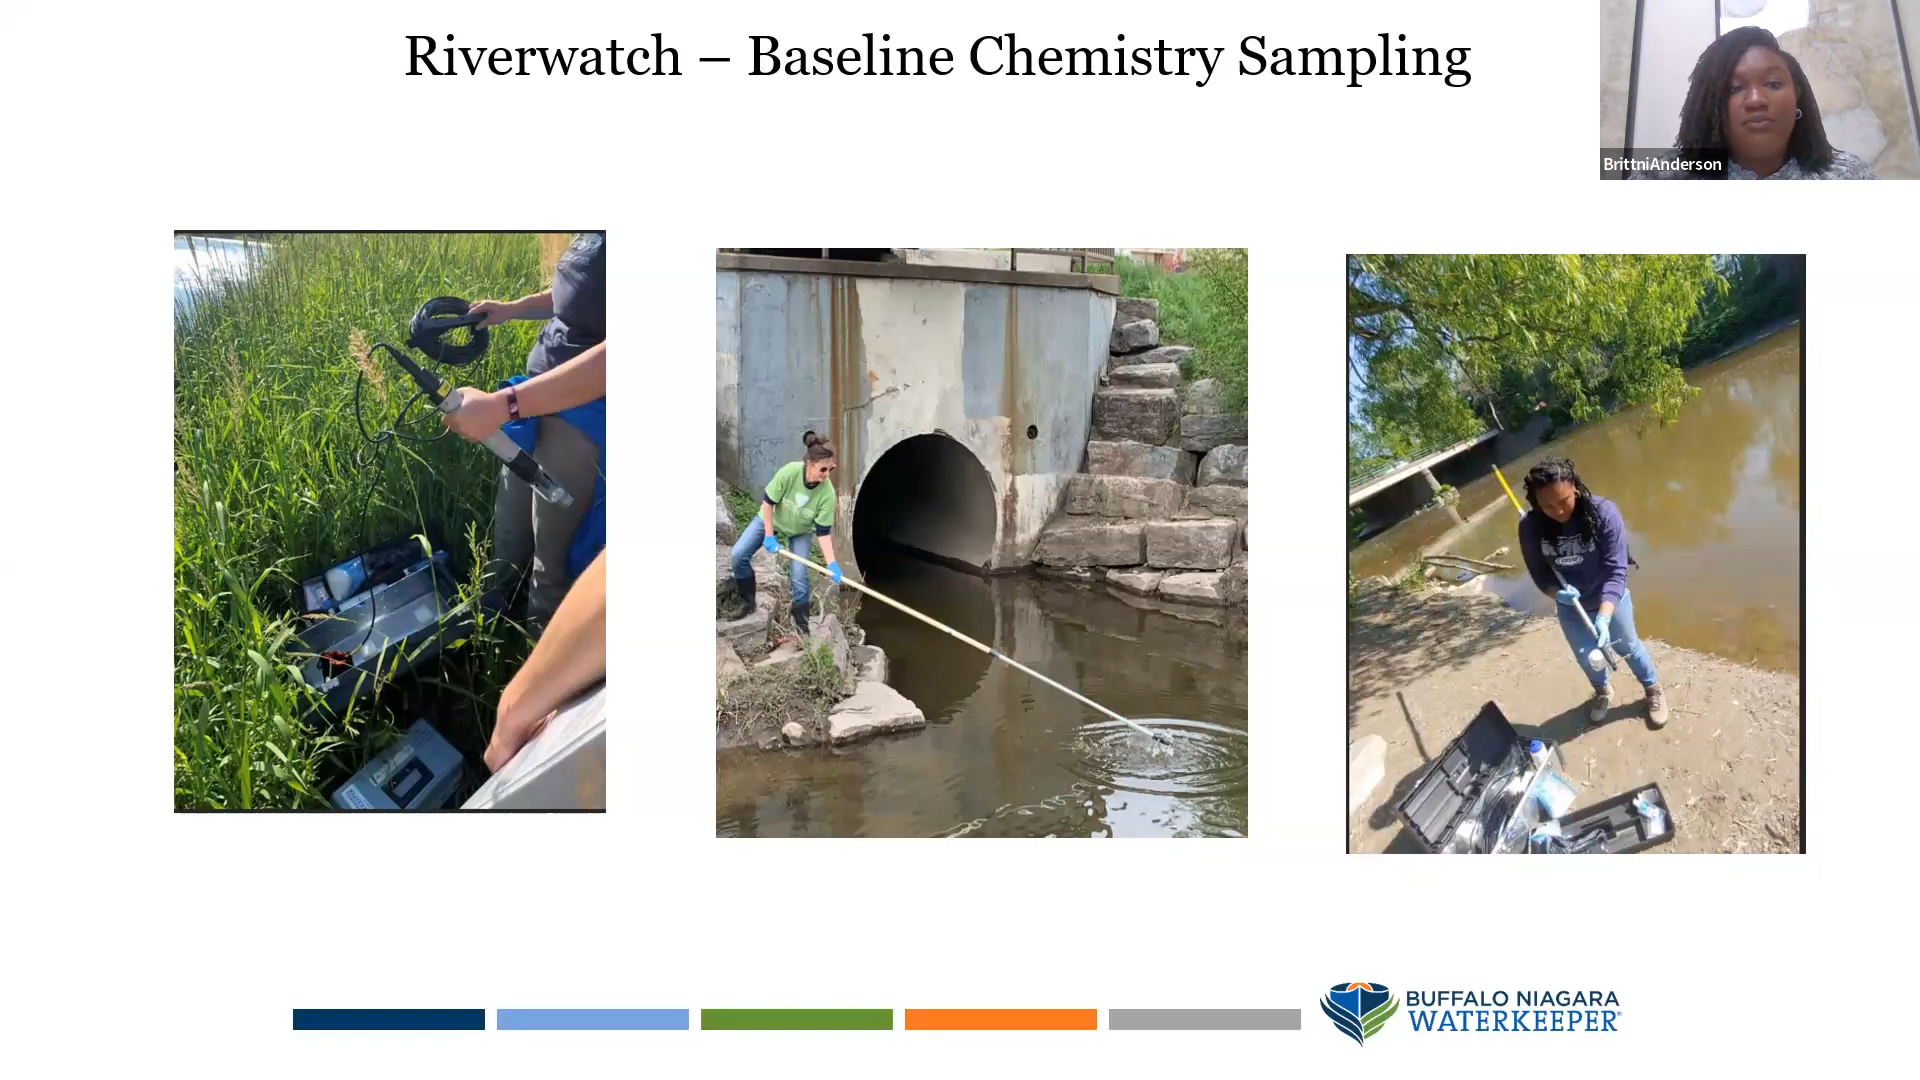 Riverwatch – Baseline Chemistry Sampling
BrittniAnderson
BUFFALO NIAGARA
WATERKEEPER®